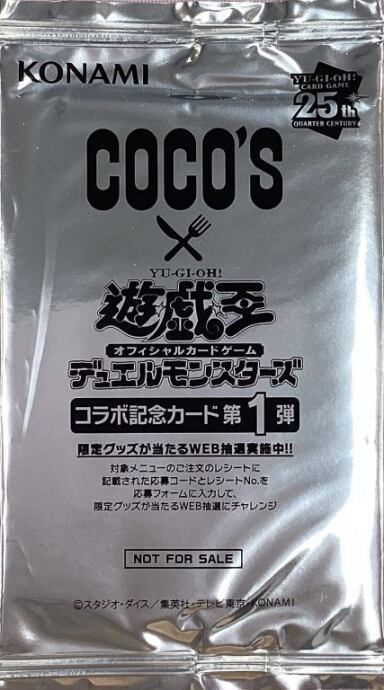 KONAMI
YU-GI-OH!
CARD GAME
25th
QUARTER CENTURY
COCO'S
YU-GI-OH!
遊戯王
オフィシャルカードゲーム
デュエルモンスターズ
コラボ記念カード第1弾
限定グッズが当たるWEB抽選実施中!!
対象メニューのご注文のレシートに
記載された応募コードとレシートNo.を
応募フォームに入力して、
限定グッズが当たるWEB抽選にチャレンジ
NOT FOR SALE
©スタジオ・ダイス/集英社・テレビ東京・KONAMI